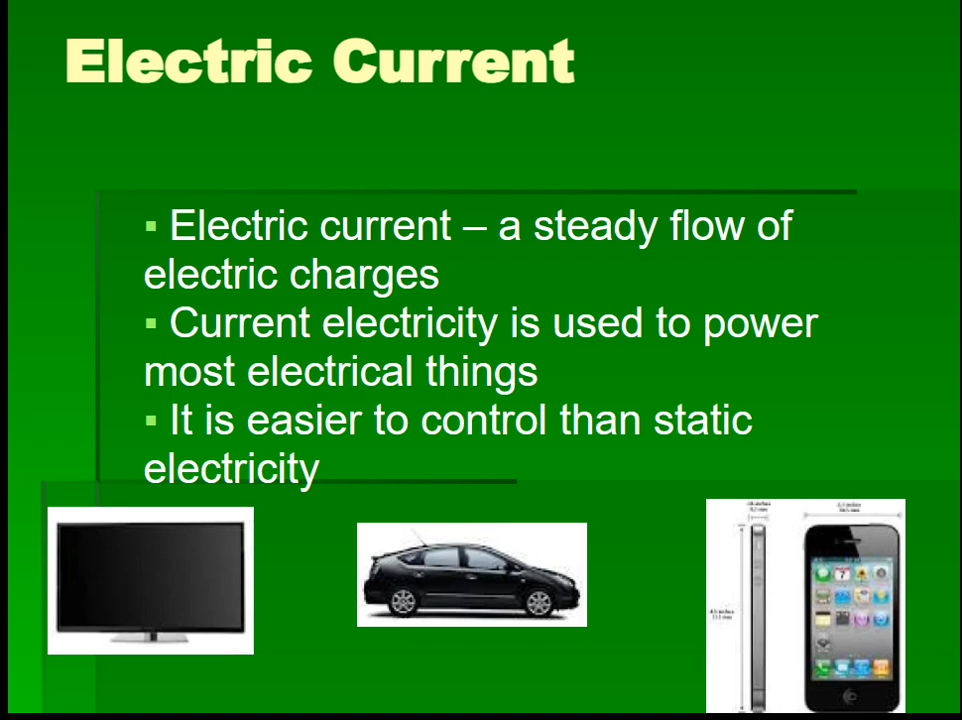 Electric Current
▪ Electric current – a steady flow of
electric charges
▪ Current electricity is used to power
most electrical things
▪ It is easier to control than static
electricity